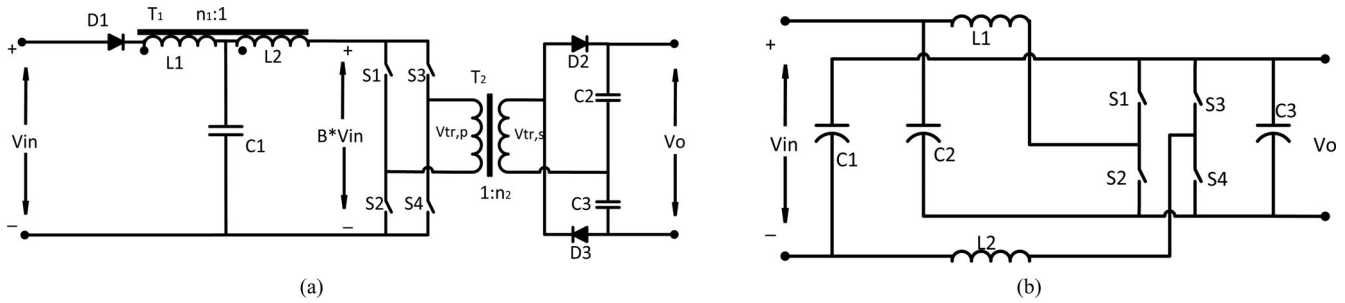 D1
T1
n1:1
+
L1
L2
+
S1
S3
T2
D2
C2
Vin
C1
B*Vin
Vtr,p
Vtr,s
Vo
S2
S4
1:n2
C3
–
–
D3
(a)
+
L1
S1
S3
C3
Vin
C1
C2
Vo
S2
S4
–
L2
(b)